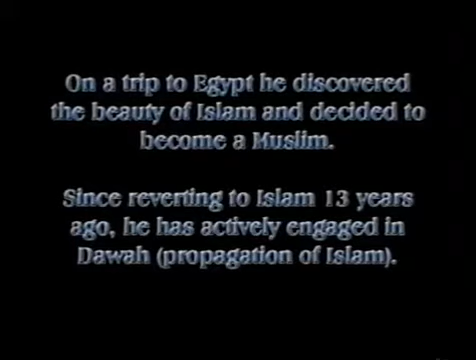 On a trip to Egypt he discovered
the beauty of Islam and decided to
become a Muslim.
Since reverting to Islam 13 years
ago, he has actively engaged in
Dawah (propagation of Islam).